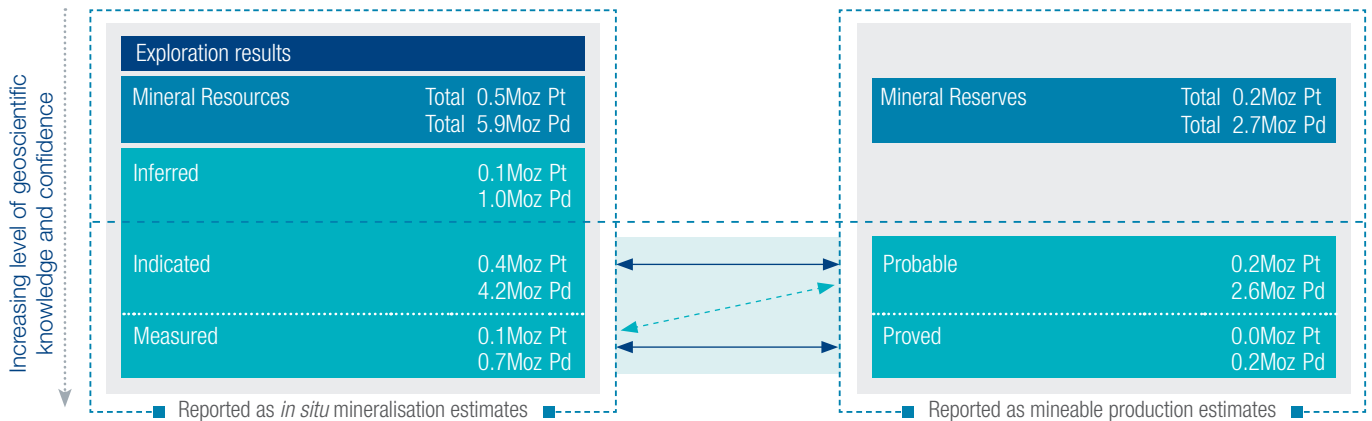 Increasing level of geoscientific
knowledge and confidence
Exploration results
Mineral Resources Total 0.5Moz Pt
Total 5.9Moz Pd
Inferred 0.1Moz Pt
1.0Moz Pd
Indicated 0.4Moz Pt
4.2Moz Pd
Measured 0.1Moz Pt
0.7Moz Pd
Reported as in situ mineralisation estimates
Mineral Reserves Total 0.2Moz Pt
Total 2.7Moz Pd
Probable 0.2Moz Pt
2.6Moz Pd
Proved 0.0Moz Pt
0.2Moz Pd
Reported as mineable production estimates